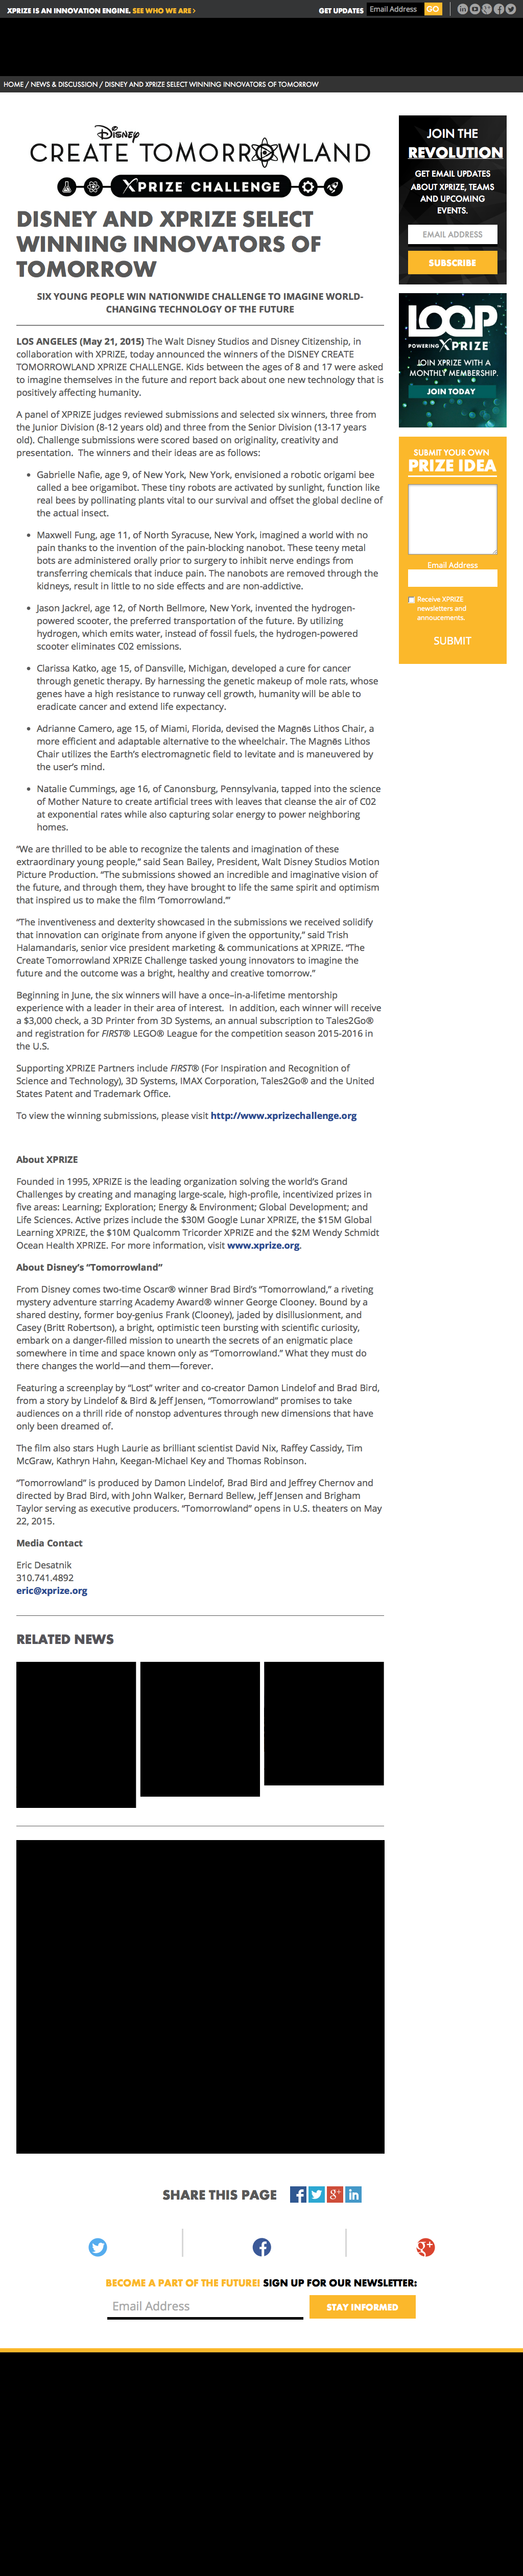 XPRIZE IS AN INNOVATION ENGINE. SEE WHO WE ARE >
GET UPDATES
Email Address
GO
HOME / NEWS & DISCUSSION / DISNEY AND XPRIZE SELECT WINNING INNOVATORS OF TOMORROW
Disney
CREATE TOMORROWLAND
XPRIZE CHALLENGE
DISNEY AND XPRIZE SELECT
WINNING INNOVATORS OF
TOMORROW
SIX YOUNG PEOPLE WIN NATIONWIDE CHALLENGE TO IMAGINE WORLD-
CHANGING TECHNOLOGY OF THE FUTURE
LOS ANGELES (May 21, 2015) The Walt Disney Studios and Disney Citizenship, in
collaboration with XPRIZE, today announced the winners of the DISNEY CREATE
TOMORROWLAND XPRIZE CHALLENGE. Kids between the ages of 8 and 17 were asked
to imagine themselves in the future and report back about one new technology that is
positively affecting humanity.
A panel of XPRIZE judges reviewed submissions and selected six winners, three from
the Junior Division (8-12 years old) and three from the Senior Division (13-17 years
old). Challenge submissions were scored based on originality, creativity and
presentation. The winners and their ideas are as follows:
• Gabrielle Nafie, age 9, of New York, New York, envisioned a robotic origami bee
called a bee origamibot. These tiny robots are activated by sunlight, function like
real bees by pollinating plants vital to our survival and offset the global decline of
the actual insect.
• Maxwell Fung, age 11, of North Syracuse, New York, imagined a world with no
pain thanks to the invention of the pain-blocking nanobot. These teeny metal
bots are administered orally prior to surgery to inhibit nerve endings from
transferring chemicals that induce pain. The nanobots are removed through the
kidneys, result in little to no side effects and are non-addictive.
• Jason Jackrel, age 12, of North Bellmore, New York, invented the hydrogen-
powered scooter, the preferred transportation of the future. By utilizing
hydrogen, which emits water, instead of fossil fuels, the hydrogen-powered
scooter eliminates C02 emissions.
• Clarissa Katko, age 15, of Dansville, Michigan, developed a cure for cancer
through genetic therapy. By harnessing the genetic makeup of mole rats, whose
genes have a high resistance to runway cell growth, humanity will be able to
eradicate cancer and extend life expectancy.
• Adrianne Camero, age 15, of Miami, Florida, devised the Magnēs Lithos Chair, a
more efficient and adaptable alternative to the wheelchair. The Magnēs Lithos
Chair utilizes the Earth's electromagnetic field to levitate and is maneuvered by
the user's mind.
• Natalie Cummings, age 16, of Canonsburg, Pennsylvania, tapped into the science
of Mother Nature to create artificial trees with leaves that cleanse the air of C02
at exponential rates while also capturing solar energy to power neighboring
homes.
“We are thrilled to be able to recognize the talents and imagination of these
extraordinary young people,” said Sean Bailey, President, Walt Disney Studios Motion
Picture Production. “The submissions showed an incredible and imaginative vision of
the future, and through them, they have brought to life the same spirit and optimism
that inspired us to make the film ‘Tomorrowland.’”
“The inventiveness and dexterity showcased in the submissions we received solidify
that innovation can originate from anyone if given the opportunity,” said Trish
Halamandaris, senior vice president marketing & communications at XPRIZE. “The
Create Tomorrowland XPRIZE Challenge tasked young innovators to imagine the
future and the outcome was a bright, healthy and creative tomorrow.”
Beginning in June, the six winners will have a once–in-a-lifetime mentorship
experience with a leader in their area of interest. In addition, each winner will receive
a $3,000 check, a 3D Printer from 3D Systems, an annual subscription to Tales2Go®
and registration for FIRST® LEGO® League for the competition season 2015-2016 in
the U.S.
Supporting XPRIZE Partners include FIRST® (For Inspiration and Recognition of
Science and Technology), 3D Systems, IMAX Corporation, Tales2Go® and the United
States Patent and Trademark Office.
To view the winning submissions, please visit http://www.xprizechallenge.org
About XPRIZE
Founded in 1995, XPRIZE is the leading organization solving the world's Grand
Challenges by creating and managing large-scale, high-profile, incentivized prizes in
five areas: Learning; Exploration; Energy & Environment; Global Development; and
Life Sciences. Active prizes include the $30M Google Lunar XPRIZE, the $15M Global
Learning XPRIZE, the $10M Qualcomm Tricorder XPRIZE and the $2M Wendy Schmidt
Ocean Health XPRIZE. For more information, visit www.xprize.org.
About Disney's “Tomorrowland”
From Disney comes two-time Oscar® winner Brad Bird's “Tomorrowland,” a riveting
mystery adventure starring Academy Award® winner George Clooney. Bound by a
shared destiny, former boy-genius Frank (Clooney), jaded by disillusionment, and
Casey (Britt Robertson), a bright, optimistic teen bursting with scientific curiosity,
embark on a danger-filled mission to unearth the secrets of an enigmatic place
somewhere in time and space known only as “Tomorrowland.” What they must do
there changes the world—and them—forever.
Featuring a screenplay by “Lost” writer and co-creator Damon Lindelof and Brad Bird,
from a story by Lindelof & Bird & Jeff Jensen, “Tomorrowland” promises to take
audiences on a thrill ride of nonstop adventures through new dimensions that have
only been dreamed of.
The film also stars Hugh Laurie as brilliant scientist David Nix, Raffey Cassidy, Tim
McGraw, Kathryn Hahn, Keegan-Michael Key and Thomas Robinson.
“Tomorrowland” is produced by Damon Lindelof, Brad Bird and Jeffrey Chernov and
directed by Brad Bird, with John Walker, Bernard Bellew, Jeff Jensen and Brigham
Taylor serving as executive producers. “Tomorrowland” opens in U.S. theaters on May
22, 2015.
Media Contact
Eric Desatnik
310.741.4892
eric@xprize.org
JOIN THE
REVOLUTION
GET EMAIL UPDATES
ABOUT XPRIZE, TEAMS
AND UPCOMING
EVENTS.
EMAIL ADDRESS
SUBSCRIBE
LOOP
POWERING XPRIZE
JOIN XPRIZE WITH A
MONTHLY MEMBERSHIP.
JOIN TODAY
SUBMIT YOUR OWN
PRIZE IDEA
Email Address
Receive XPRIZE
newsletters and
annoucements.
SUBMIT
RELATED NEWS
SHARE THIS PAGE
BECOME A PART OF THE FUTURE! SIGN UP FOR OUR NEWSLETTER:
Email Address
STAY INFORMED